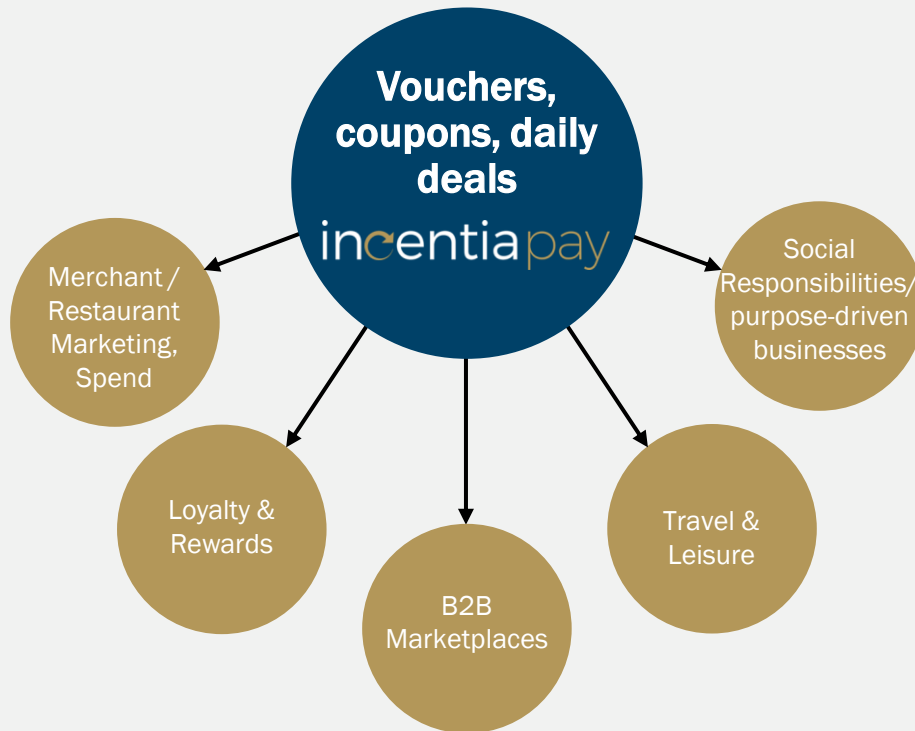 Vouchers,
coupons, daily
deals
incentiapay
Merchant /
Restaurant
Marketing,
Spend
Loyalty &
Rewards
B2B
Marketplaces
Travel &
Leisure
Social
Responsibilities/
purpose-driven
businesses